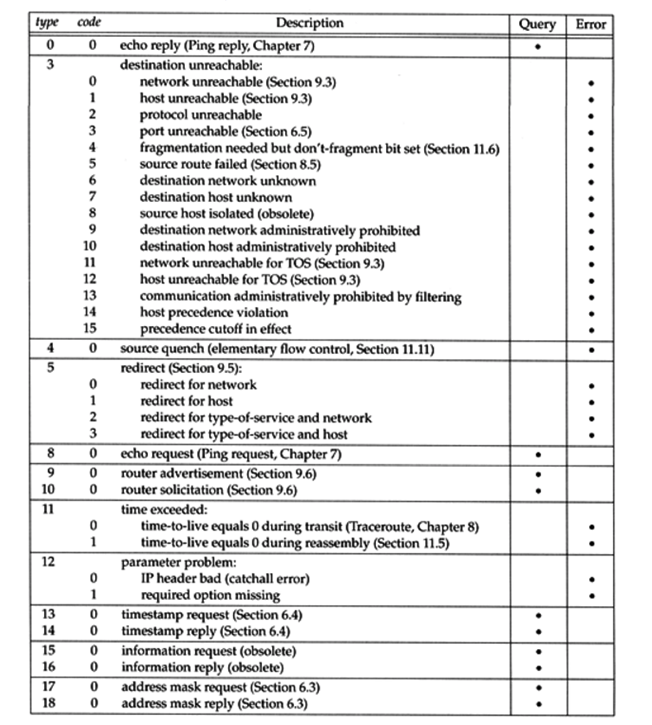 type code Description Query Error
0 0 echo reply (Ping reply, Chapter 7) •
3 destination unreachable:
0 network unreachable (Section 9.3) •
1 host unreachable (Section 9.3) •
2 protocol unreachable •
3 port unreachable (Section 6.5) •
4 fragmentation needed but don't-fragment bit set (Section 11.6) •
5 source route failed (Section 8.5) •
6 destination network unknown •
7 destination host unknown •
8 source host isolated (obsolete) •
9 destination network administratively prohibited •
10 destination host administratively prohibited •
11 network unreachable for TOS (Section 9.3) •
12 host unreachable for TOS (Section 9.3) •
13 communication administratively prohibited by filtering •
14 host precedence violation •
15 precedence cutoff in effect •
4 0 source quench (elementary flow control, Section 11.11) •
5 redirect (Section 9.5):
0 redirect for network •
1 redirect for host •
2 redirect for type-of-service and network •
3 redirect for type-of-service and host •
8 0 echo request (Ping request, Chapter 7) •
9 0 router advertisement (Section 9.6) •
10 0 router solicitation (Section 9.6) •
11 time exceeded:
0 time-to-live equals 0 during transit (Traceroute, Chapter 8) •
1 time-to-live equals 0 during reassembly (Section 11.5) •
12 parameter problem:
0 IP header bad (catchall error) •
1 required option missing •
13 0 timestamp request (Section 6.4) •
14 0 timestamp reply (Section 6.4) •
15 0 information request (obsolete) •
16 0 information reply (obsolete) •
17 0 address mask request (Section 6.3) •
18 0 address mask reply (Section 6.3) •